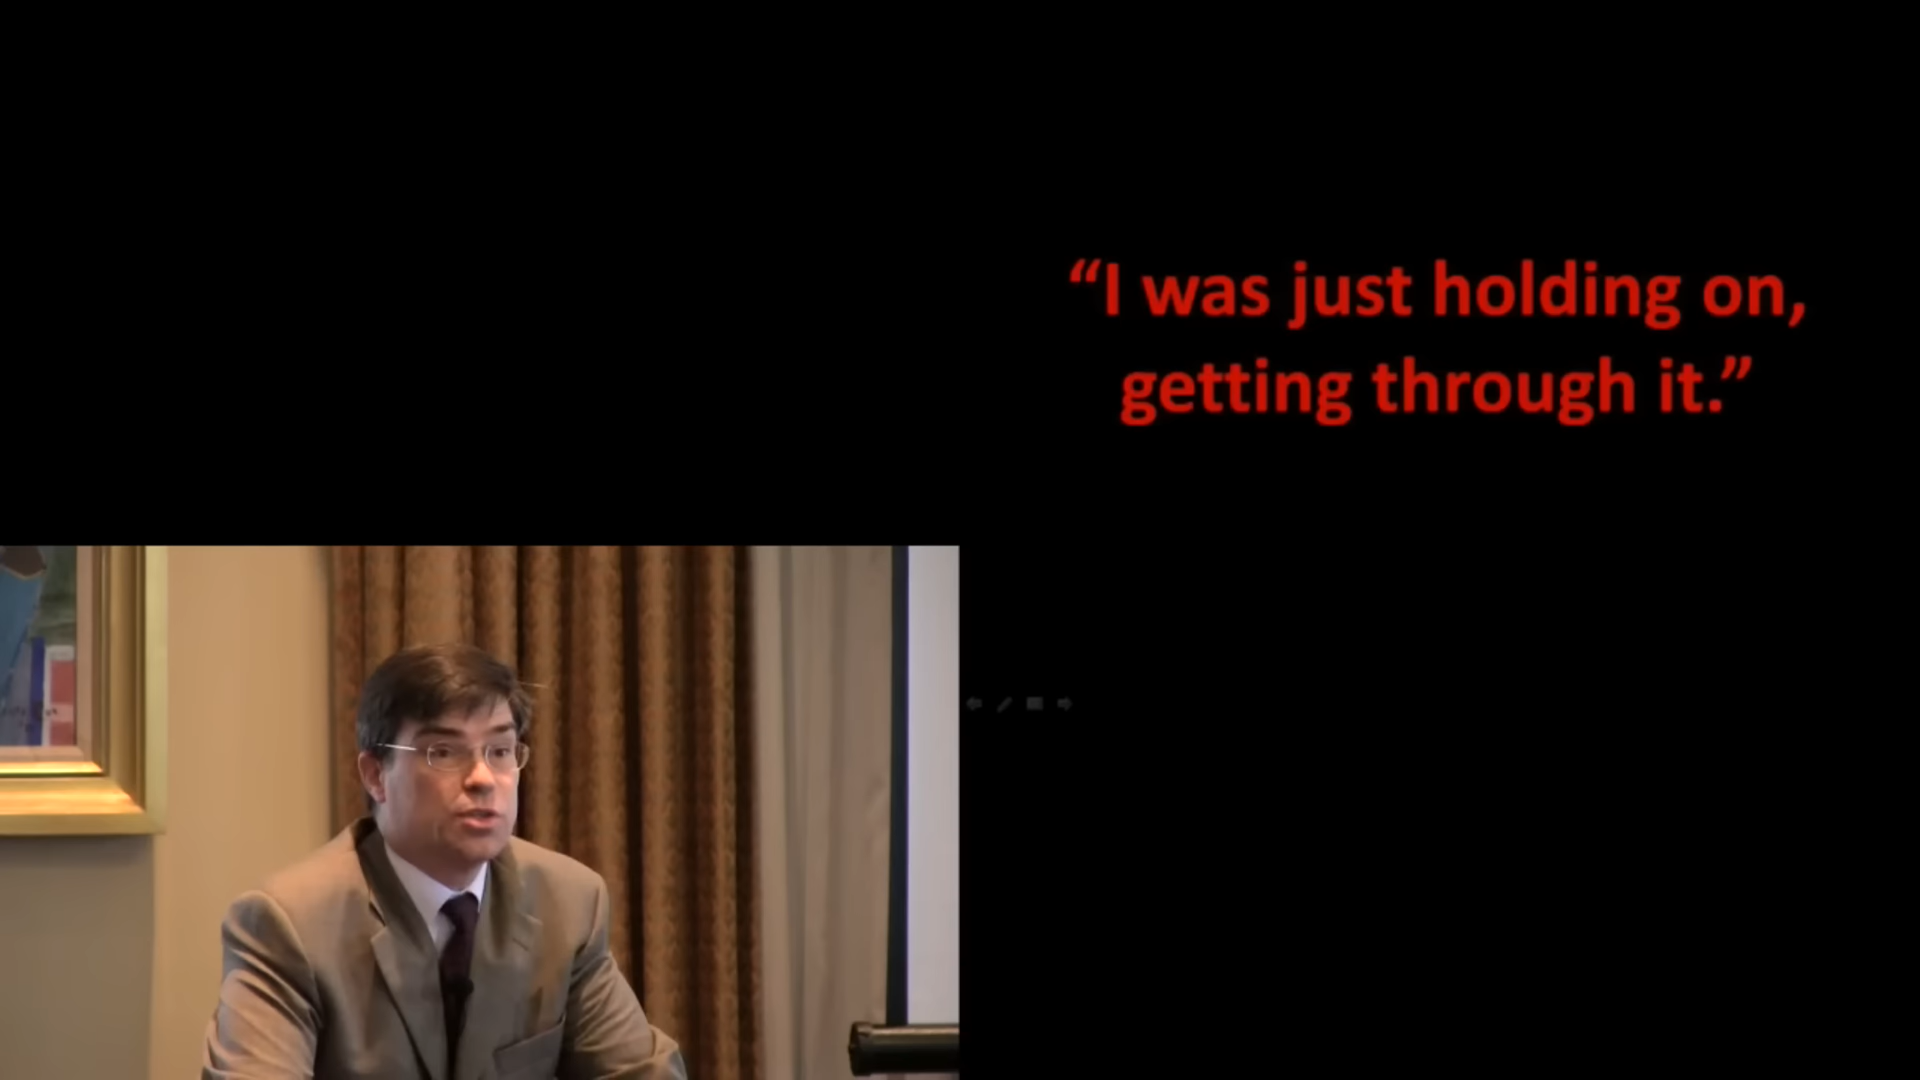 “I was just holding on,
getting through it.”